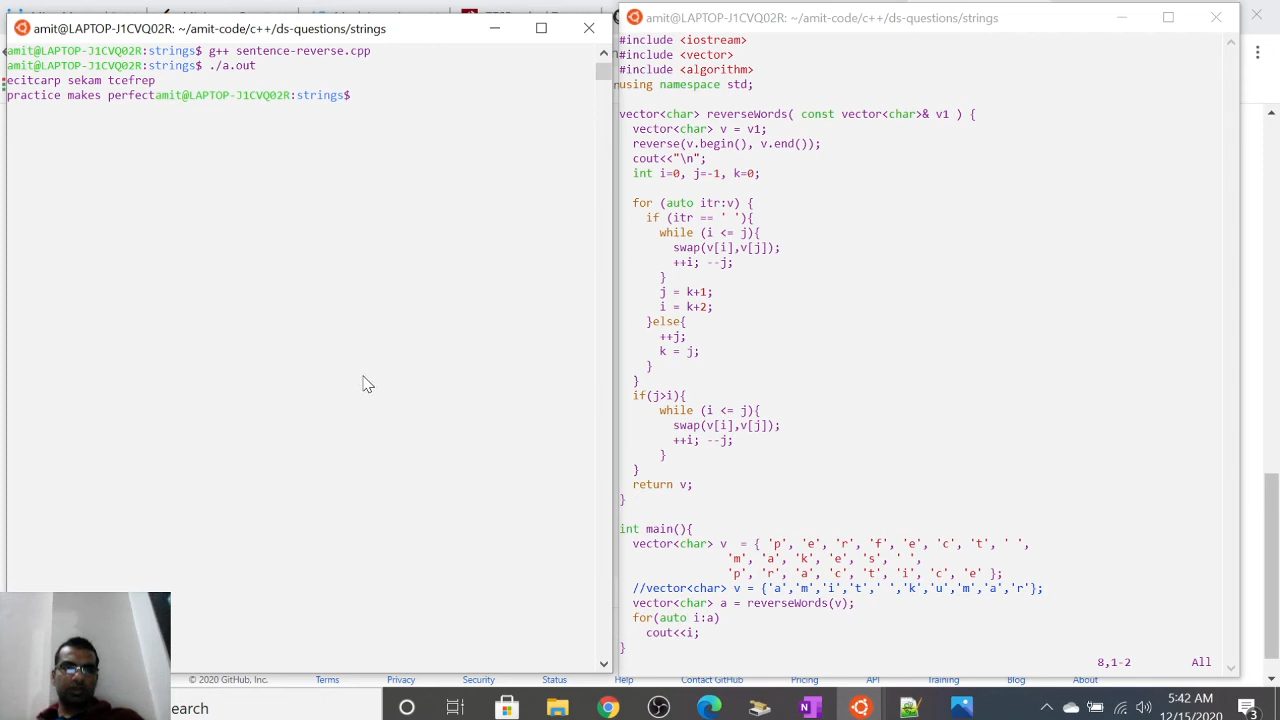 amit@LAPTOP-J1CVQ02R: ~/amit-code/c++/ds-questions/strings
amit@LAPTOP-J1CVQ02R:strings$ g++ sentence-reverse.cpp
amit@LAPTOP-J1CVQ02R:strings$ ./a.out
ecitcarp sekam tcefrep
practice makes perfectamit@LAPTOP-J1CVQ02R:strings$
amit@LAPTOP-J1CVQ02R: ~/amit-code/c++/ds-questions/strings
#include <iostream>
#include <vector>
#include <algorithm>
using namespace std;
vector<char> reverseWords( const vector<char>& v1 ) {
vector<char> v = v1;
reverse(v.begin(), v.end());
cout<<"\n";
int i=0, j=-1, k=0;
for (auto itr:v) {
if (itr == ' '){
while (i <= j){
swap(v[i],v[j]);
++i; --j;
}
j = k+1;
i = k+2;
}else{
++j;
k = j;
}
}
if(j>i){
while (i <= j){
swap(v[i],v[j]);
++i; --j;
}
}
return v;
}
int main(){
vector<char> v  = { 'p', 'e', 'r', 'f', 'e', 'c', 't', ' ',
'm', 'a', 'k', 'e', 's', ' ',
'p', 'r', 'a', 'c', 't', 'i', 'c', 'e' };
//vector<char> v = {'a','m','i','t',' ','k','u','m','a','r'};
vector<char> a = reverseWords(v);
for(auto i:a)
cout<<i;
}
8,1-2 All
© 2020 GitHub, Inc. Terms Privacy Security Status Help Contact GitHub Pricing API Training Blog About
earch
5:42 AM
12/15/2020
3